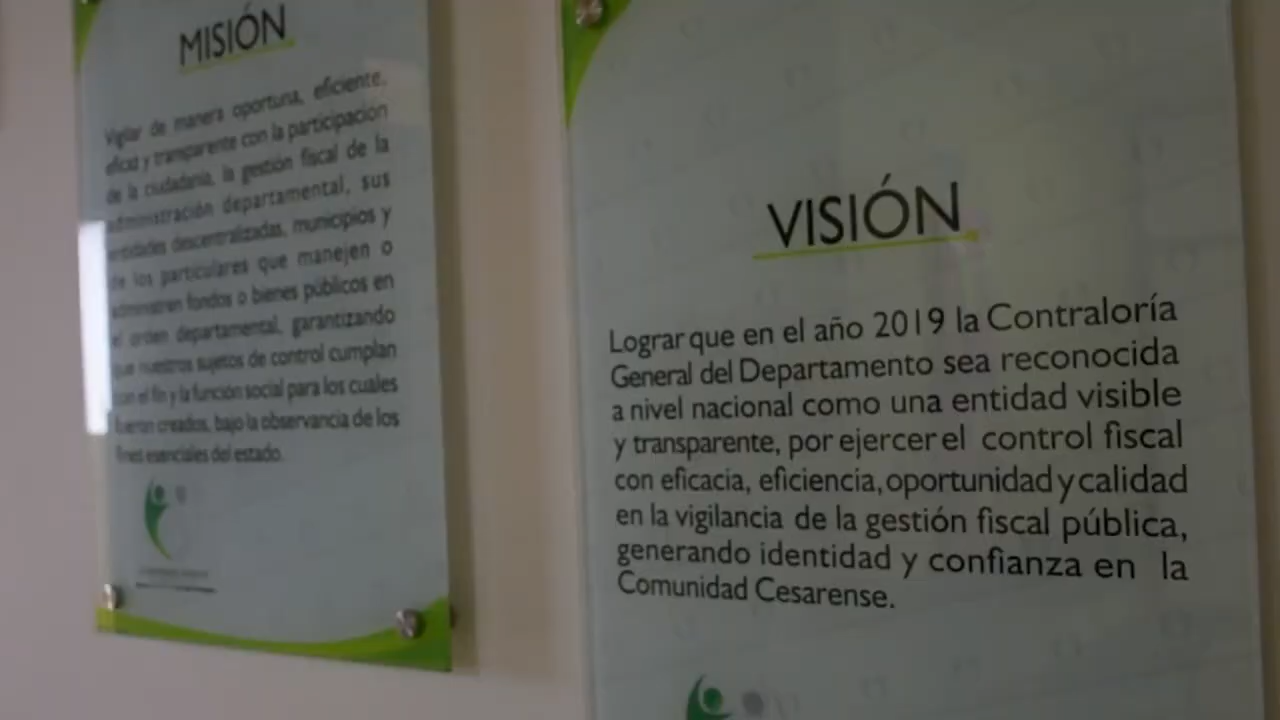 MISIÓN
Vigilar de manera oportuna, eficiente,
eficaz y transparente con la participación
de la ciudadania, la gestión fiscal de la
administración departamental, sus
entidades descentralizadas, municipios y
de los particulares que manejen o
administren fondos o bienes públicos en
el orden departamental, garantizando
que nuestros sujetos de control cumplan
con el fin y la función social para los cuales
fueron creados, bajo la observancia de los
fines esenciales del estado.
VISIÓN
Lograr que en el año 2019 la Contraloría
General del Departamento sea reconocida
a nivel nacional como una entidad visible
y transparente, por ejercer el control fiscal
con eficacia, eficiencia, oportunidad y calidad
en la vigilancia de la gestión fiscal pública,
generando identidad y confianza en la
Comunidad Cesarense.